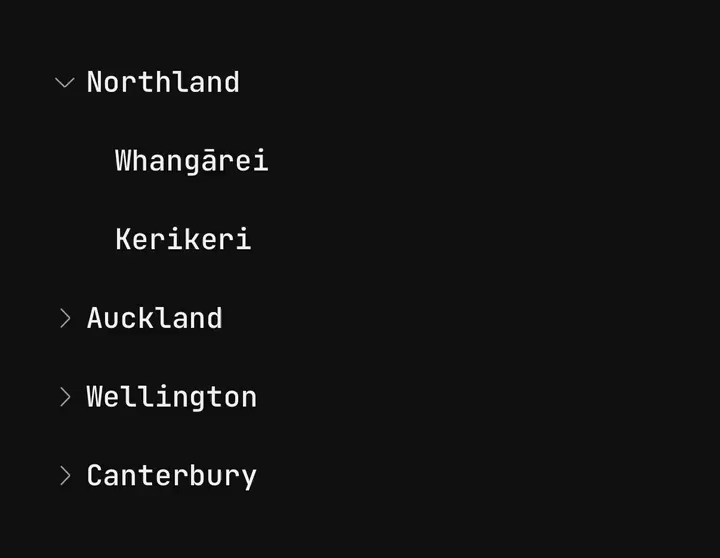 Northland
Whangārei
Kerikeri
Auckland
Wellington
Canterbury